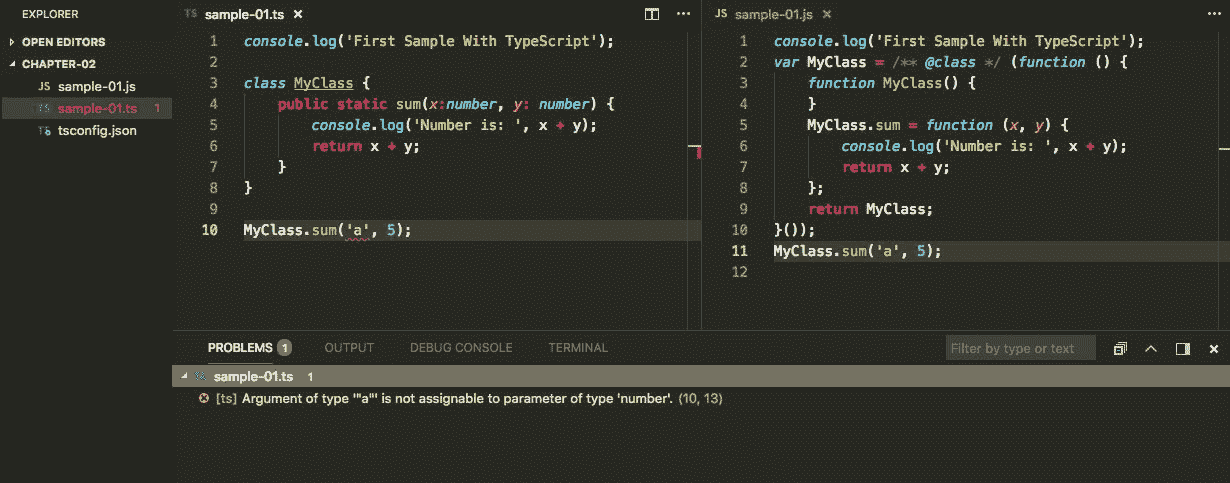 EXPLORER
OPEN EDITORS
CHAPTER-02
JS sample-01.js
TS sample-01.ts 1
TS tsconfig.json
TS sample-01.ts ×
1 console.log('First Sample With TypeScript');
2
3 class MyClass {
4 public static sum(x:number, y: number) {
5 console.log('Number is: ', x + y);
6 return x + y;
7 }
8 }
9
10 MyClass.sum('a', 5);
JS sample-01.js ×
1 console.log('First Sample With TypeScript');
2 var MyClass = /** @class */ (function () {
3 function MyClass() {
4 }
5 MyClass.sum = function (x, y) {
6 console.log('Number is: ', x + y);
7 return x + y;
8 };
9 return MyClass;
10 }());
11 MyClass.sum('a', 5);
12
PROBLEMS 1 OUTPUT DEBUG CONSOLE TERMINAL Filter by type or text
sample-01.ts 1
[ts] Argument of type '"a"' is not assignable to parameter of type 'number'. (10, 13)